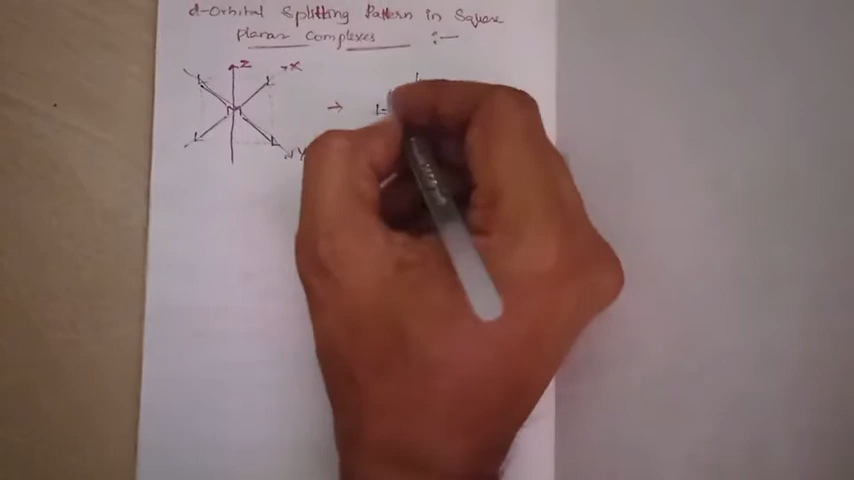 d-Orbital Splitting Pattern in Square
planar Complexes :-
Z
X
L L
M
L L
Y
→ L-
L